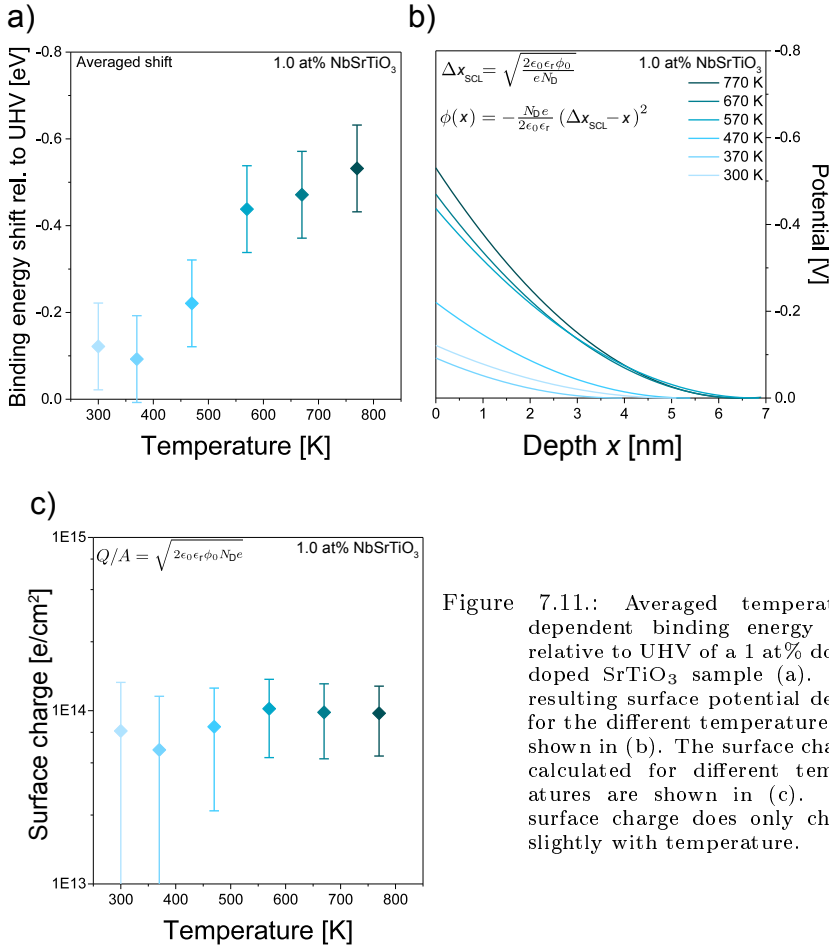 a)
Averaged shift
1.0 at% NbSrTiO3
-0.8
-0.6
-0.4
-0.2
0.0
Binding energy shift rel. to UHV [eV]
300 400 500 600 700 800
Temperature [K]
b)
Δx_SCL = √(2ϵ0ϵrϕ0 / eND)
ϕ(x) = −NDe / 2ϵ0ϵr (Δx_SCL−x)²
1.0 at% NbSrTiO3
770 K
670 K
570 K
470 K
370 K
300 K
-0.8
-0.6
-0.4
-0.2
0.0
Potential [V]
0 1 2 3 4 5 6 7
Depth x [nm]
c)
Q/A = √(2ϵ0ϵrϕ0NDe)
1.0 at% NbSrTiO3
1E15
1E14
1E13
Surface charge [e/cm²]
300 400 500 600 700 800
Temperature [K]
Figure 7.11.: Averaged temperat
dependent binding energy
relative to UHV of a 1 at% do
doped SrTiO3 sample (a).
resulting surface potential de
for the different temperature
shown in (b). The surface cha
calculated for different tem
atures are shown in (c).
surface charge does only ch
slightly with temperature.